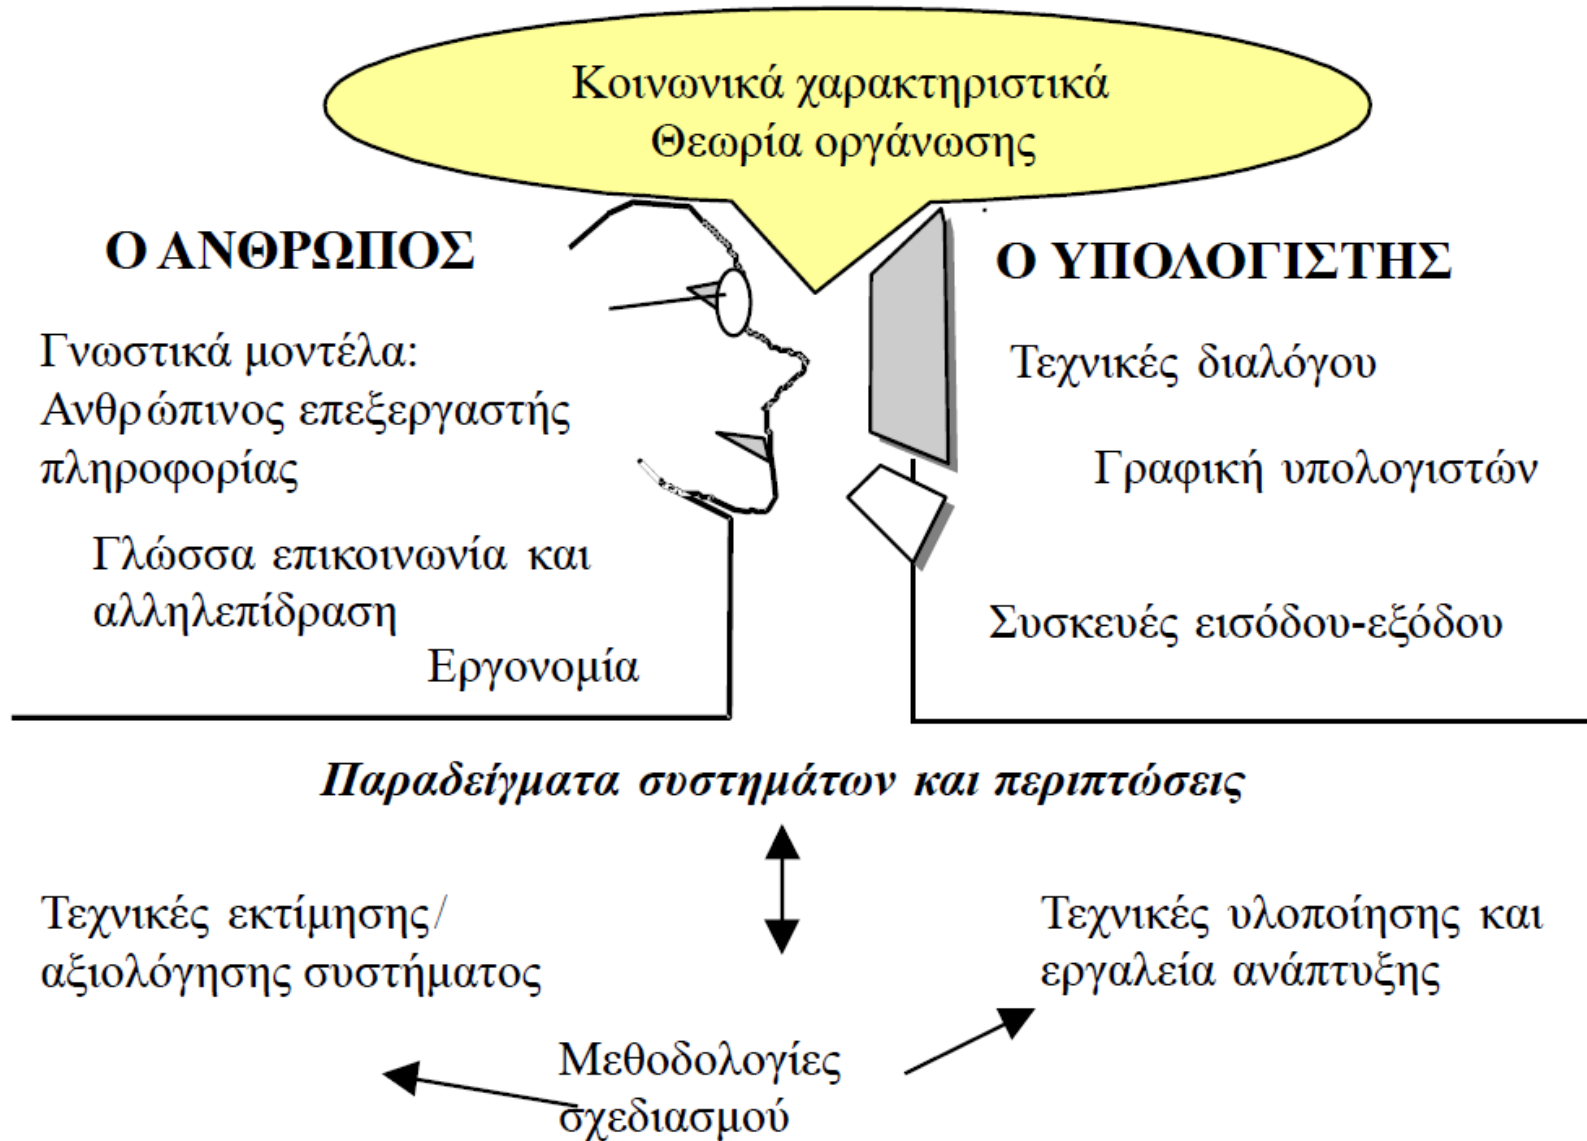 Κοινωνικά χαρακτηριστικά
Θεωρία οργάνωσης
Ο ΑΝΘΡΩΠΟΣ
Γνωστικά μοντέλα:
Ανθρώπινος επεξεργαστής
πληροφορίας
Γλώσσα επικοινωνία και
αλληλεπίδραση
Εργονομία
Ο ΥΠΟΛΟΓΙΣΤΗΣ
Τεχνικές διαλόγου
Γραφική υπολογιστών
Συσκευές εισόδου-εξόδου
Παραδείγματα συστημάτων και περιπτώσεις
Τεχνικές εκτίμησης/
αξιολόγησης συστήματος
Τεχνικές υλοποίησης και
εργαλεία ανάπτυξης
Μεθοδολογίες
σχεδιασμού